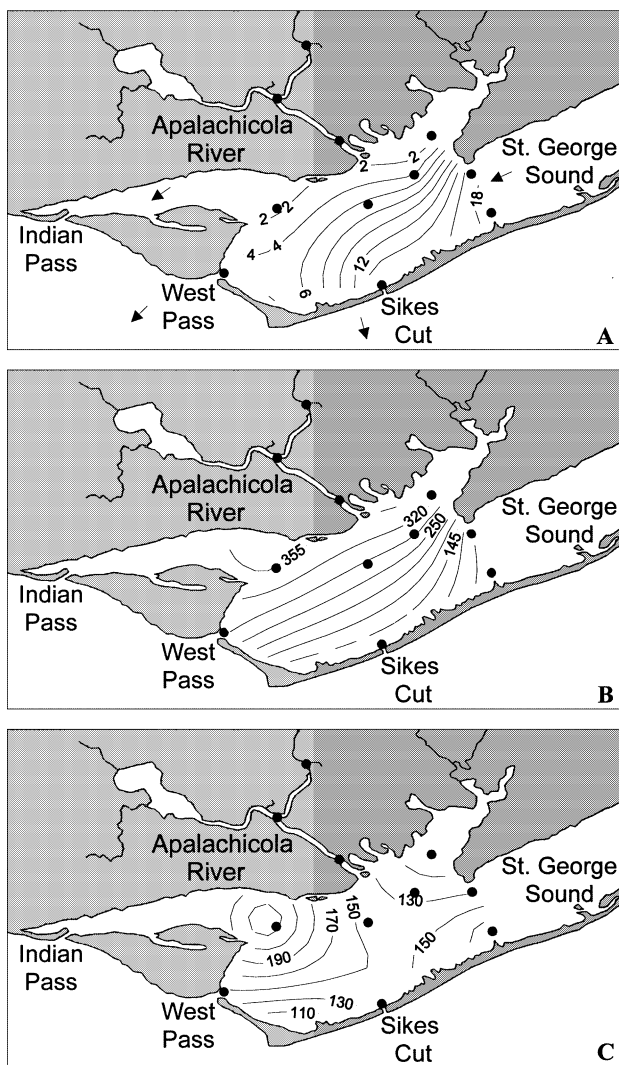 Apalachicola
River
St. George
Sound
2
2
18
2
2
4
4
6
12
Indian
Pass
West
Pass
Sikes
Cut
A
Apalachicola
River
St. George
Sound
320
250
145
355
Indian
Pass
West
Pass
Sikes
Cut
B
Apalachicola
River
St. George
Sound
130
150
170
150
190
130
110
Indian
Pass
West
Pass
Sikes
Cut
C